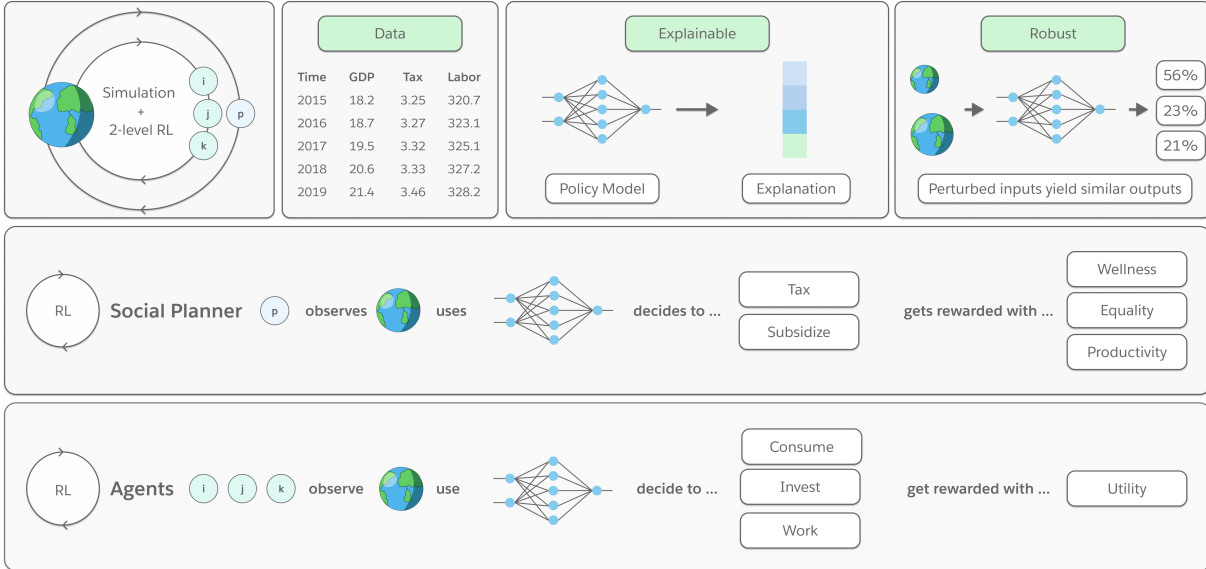 Simulation
+
2-level RL
i
j
k
p
Data
Time GDP Tax Labor
2015 18.2 3.25 320.7
2016 18.7 3.27 323.1
2017 19.5 3.32 325.1
2018 20.6 3.33 327.2
2019 21.4 3.46 328.2
Explainable
Policy Model
Explanation
Robust
56%
23%
21%
Perturbed inputs yield similar outputs
RL Social Planner p observes uses decides to ... gets rewarded with ...
Tax
Subsidize
Wellness
Equality
Productivity
RL Agents i j k observe use decide to ... get rewarded with ...
Consume
Invest
Work
Utility